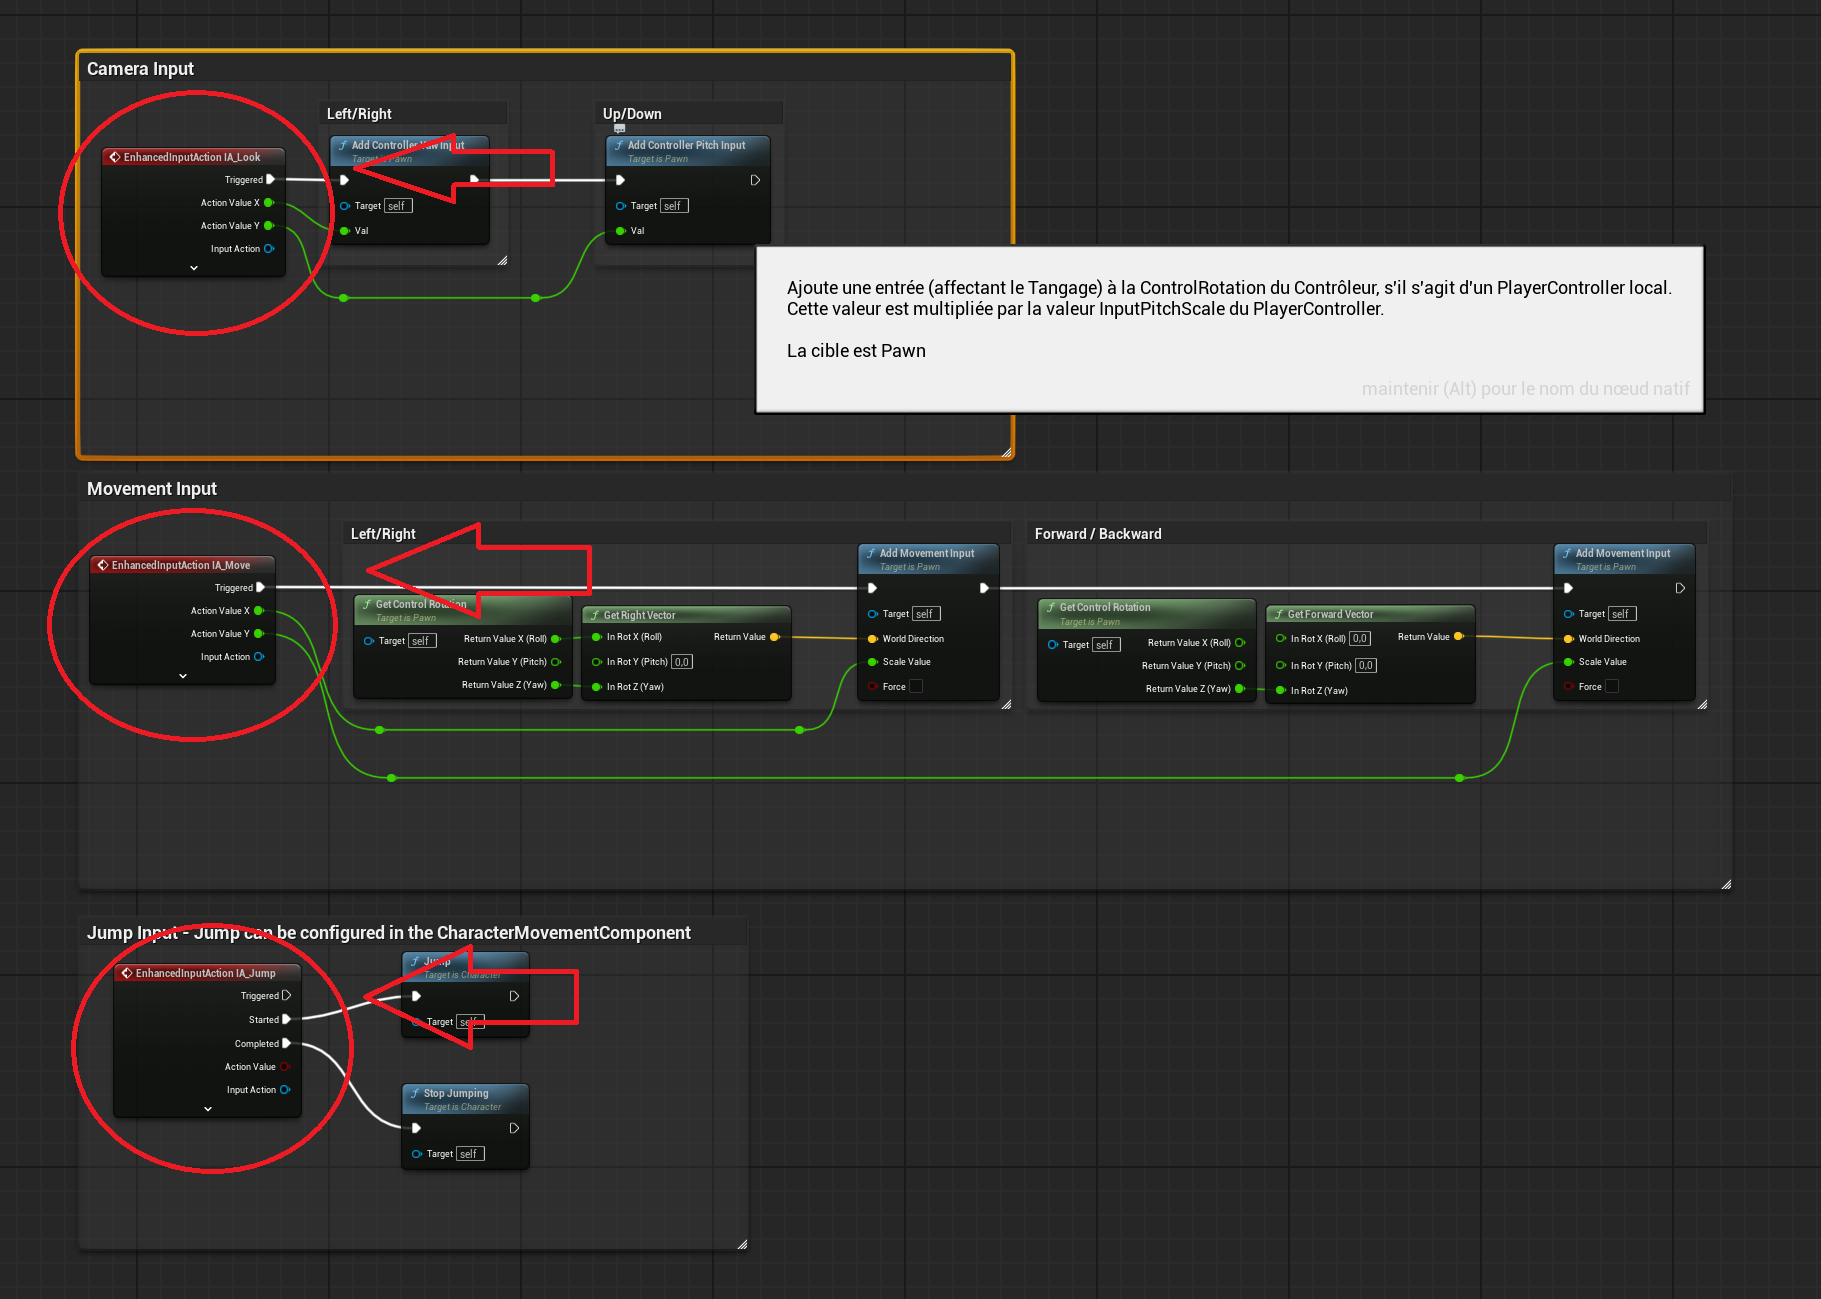 Camera Input
Left/Right
Up/Down
EnhancedInputAction IA_Look
Triggered
Action Value X
Action Value Y
Input Action
Add Controller Yaw Input
Target is Pawn
Target self
Val
Add Controller Pitch Input
Target is Pawn
Target self
Val
Ajoute une entrée (affectant le Tangage) à la ControlRotation du Contrôleur, s'il s'agit d'un PlayerController local.
Cette valeur est multipliée par la valeur InputPitchScale du PlayerController.
La cible est Pawn
maintenir (Alt) pour le nom du nœud natif
Movement Input
EnhancedInputAction IA_Move
Triggered
Action Value X
Action Value Y
Input Action
Left/Right
Get Control Rotation
Target is Pawn
Target self
Return Value X (Roll)
Return Value Y (Pitch)
Return Value Z (Yaw)
Get Right Vector
In Rot X (Roll)
In Rot Y (Pitch) 0,0
In Rot Z (Yaw)
Return Value
Add Movement Input
Target is Pawn
Target self
World Direction
Scale Value
Force
Forward / Backward
Get Control Rotation
Target is Pawn
Target self
Return Value X (Roll)
Return Value Y (Pitch)
Return Value Z (Yaw)
Get Forward Vector
In Rot X (Roll) 0,0
In Rot Y (Pitch) 0,0
In Rot Z (Yaw)
Return Value
Add Movement Input
Target is Pawn
Target self
World Direction
Scale Value
Force
Jump Input - Jump can be configured in the CharacterMovementComponent
EnhancedInputAction IA_Jump
Triggered
Started
Completed
Action Value
Input Action
Jump
Target is Character
Target self
Stop Jumping
Target is Character
Target self